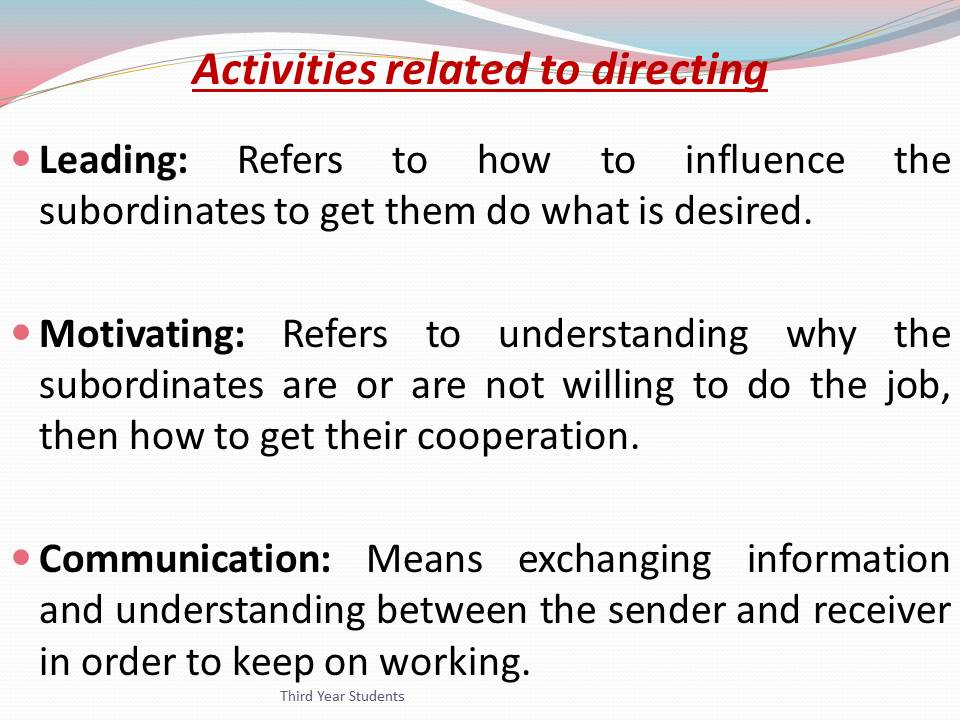 Activities related to directing
• Leading: Refers to how to influence the
subordinates to get them do what is desired.
• Motivating: Refers to understanding why the
subordinates are or are not willing to do the job,
then how to get their cooperation.
• Communication: Means exchanging information
and understanding between the sender and receiver
in order to keep on working.
Third Year Students